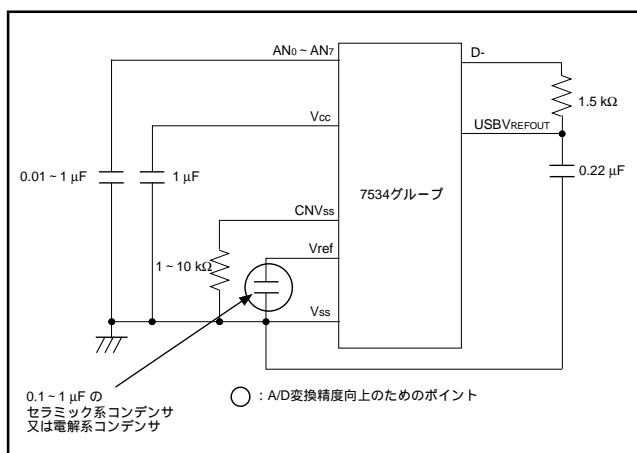 AN0 ~ AN7
D-
1.5 kΩ
Vcc
USBVREFOUT
0.01 ~ 1 μF
1 μF
0.22 μF
7534グループ
CNVss
Vref
1 ~ 10 kΩ
Vss
0.1 ~ 1 μF の
セラミック系コンデンサ
又は電解系コンデンサ
○ : A/D変換精度向上のためのポイント